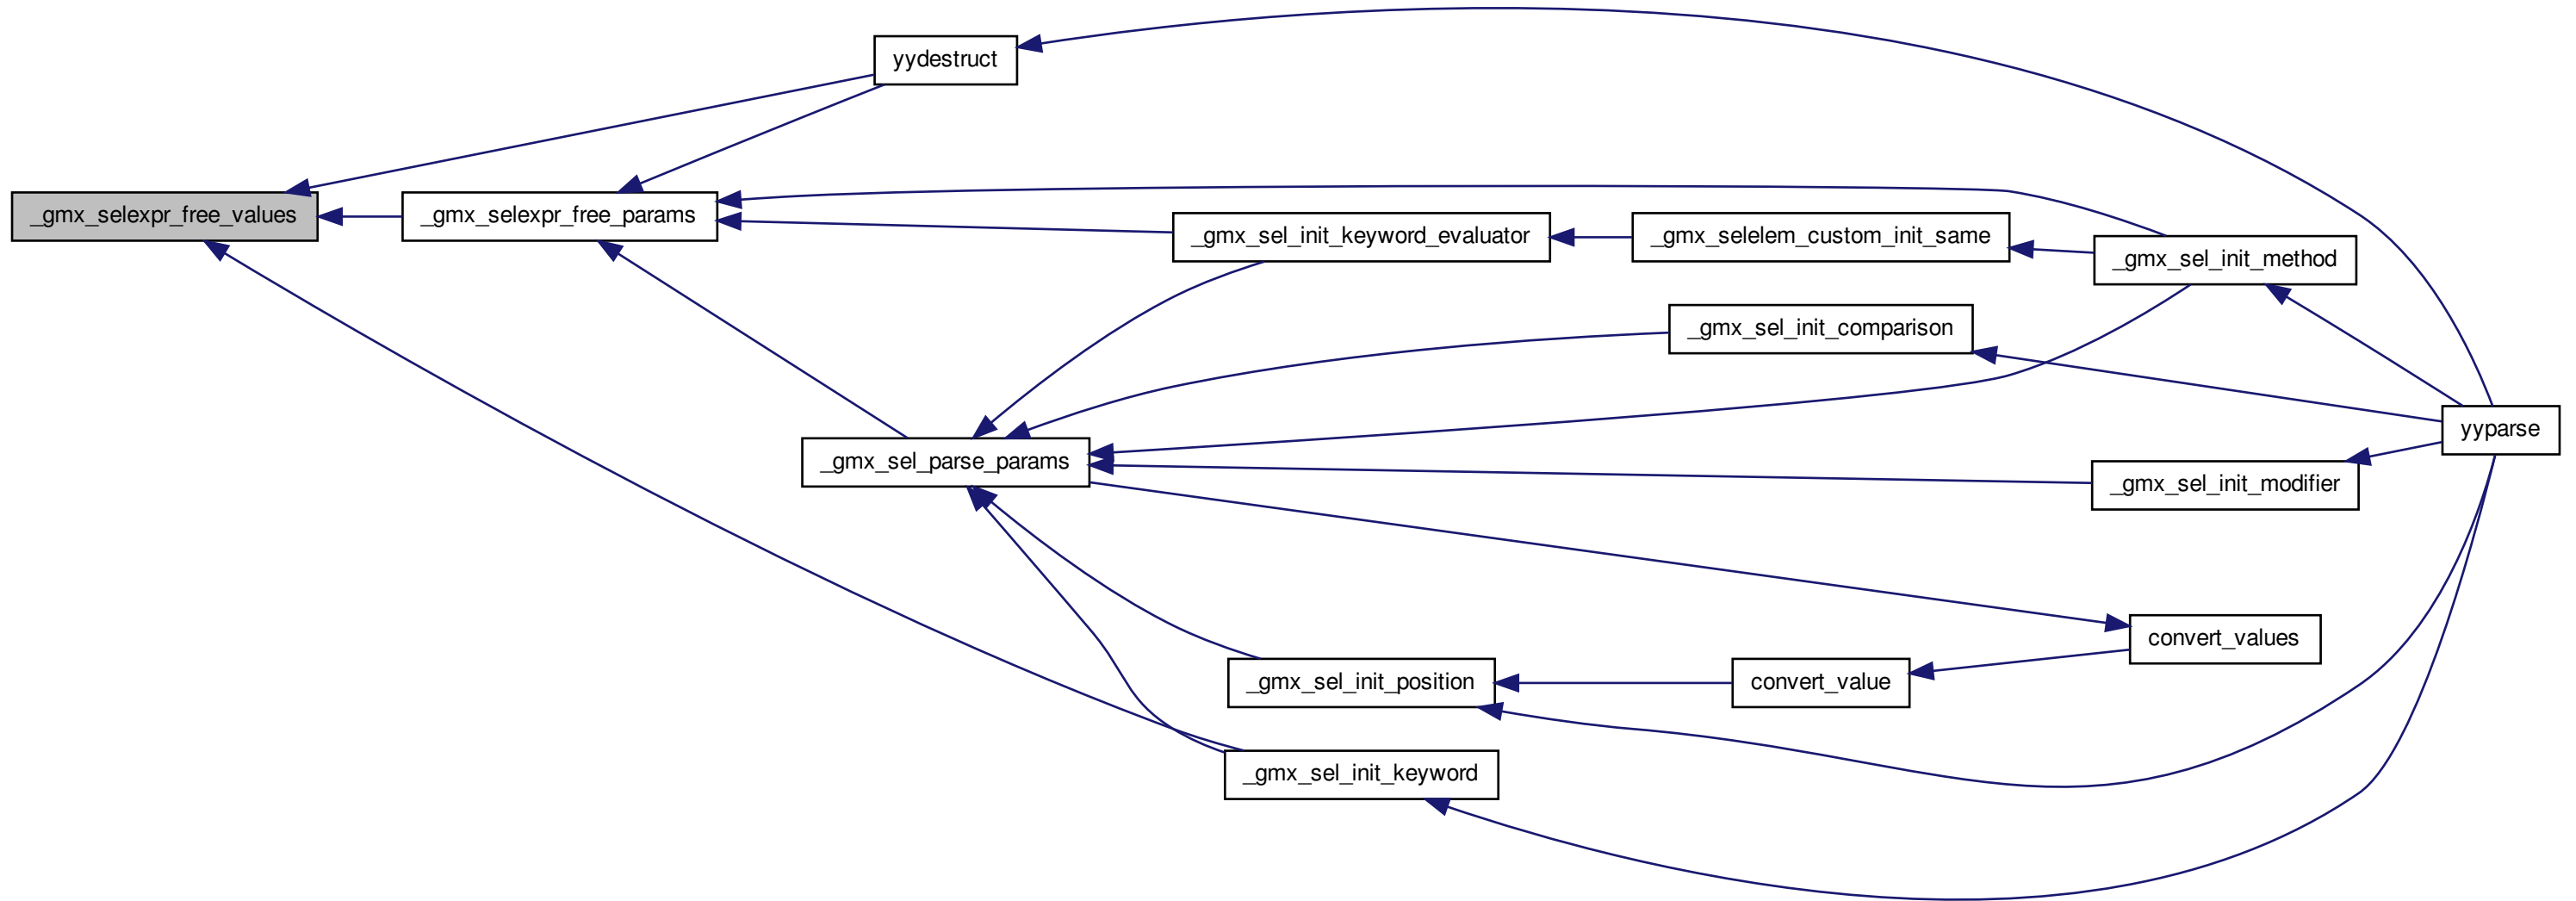 yydestruct
_gmx_selexpr_free_values
_gmx_selexpr_free_params
_gmx_sel_init_keyword_evaluator
_gmx_selelem_custom_init_same
_gmx_sel_init_method
_gmx_sel_init_comparison
yyparse
_gmx_sel_parse_params
_gmx_sel_init_modifier
convert_values
_gmx_sel_init_position
convert_value
_gmx_sel_init_keyword